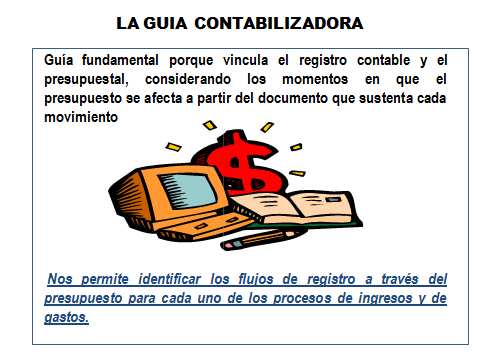 LA GUIA CONTABILIZADORA
Guía fundamental porque vincula el registro contable y el
presupuestal, considerando los momentos en que el
presupuesto se afecta a partir del documento que sustenta cada
movimiento
$
Nos permite identificar los flujos de registro a través del
presupuesto para cada uno de los procesos de ingresos y de
gastos.